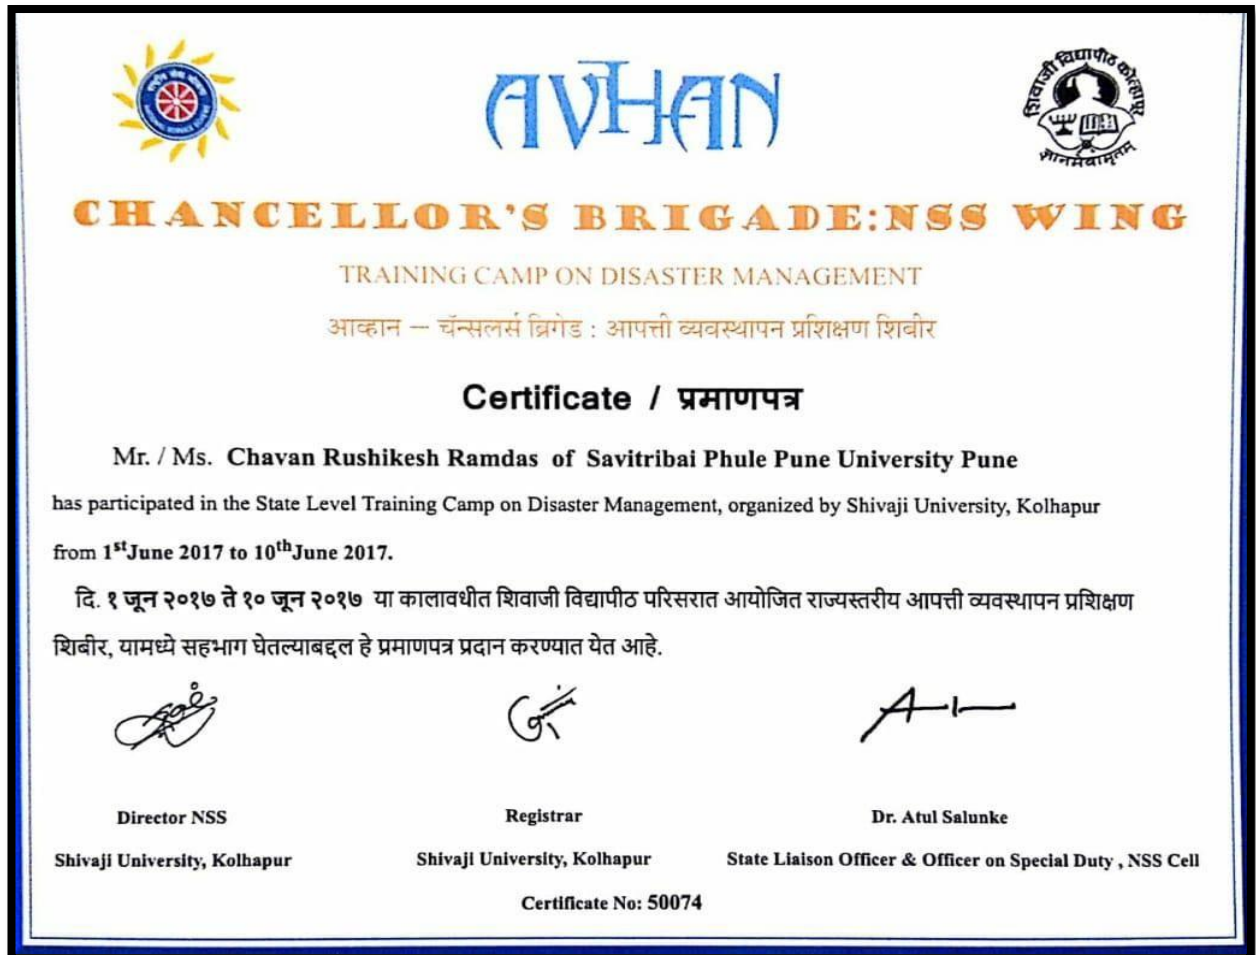 AVHAN
शिवाजी विद्यापीठ कोल्हापूर
ज्ञानमेवामृतम्
CHANCELLOR'S BRIGADE:NSS WING
TRAINING CAMP ON DISASTER MANAGEMENT
आव्हान – चॅन्सलर्स ब्रिगेड : आपत्ती व्यवस्थापन प्रशिक्षण शिबीर
Certificate / प्रमाणपत्र
Mr. / Ms. Chavan Rushikesh Ramdas of Savitribai Phule Pune University Pune
has participated in the State Level Training Camp on Disaster Management, organized by Shivaji University, Kolhapur
from 1st June 2017 to 10th June 2017.
दि. १ जून २०१७ ते १० जून २०१७ या कालावधीत शिवाजी विद्यापीठ परिसरात आयोजित राज्यस्तरीय आपत्ती व्यवस्थापन प्रशिक्षण
शिबीर, यामध्ये सहभाग घेतल्याबद्दल हे प्रमाणपत्र प्रदान करण्यात येत आहे.
Director NSS Registrar Dr. Atul Salunke
Shivaji University, Kolhapur Shivaji University, Kolhapur State Liaison Officer & Officer on Special Duty , NSS Cell
Certificate No: 50074